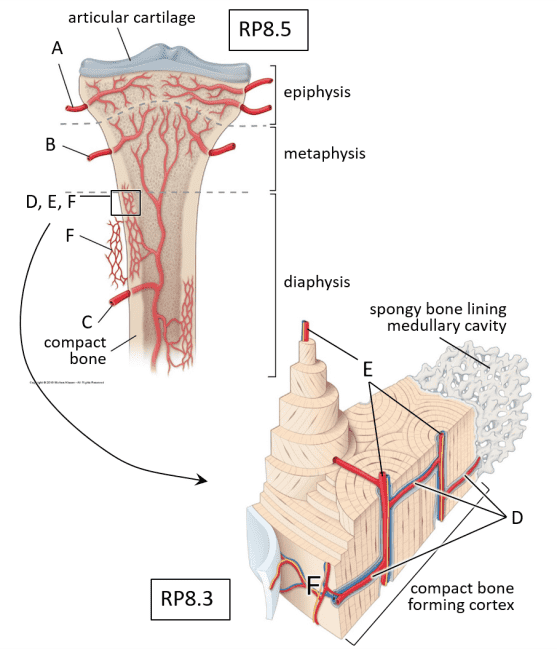 articular cartilage
RP8.5
A
epiphysis
B
metaphysis
D, E, F
F
diaphysis
C
compact
bone
spongy bone lining
medullary cavity
E
D
F
compact bone
forming cortex
RP8.3